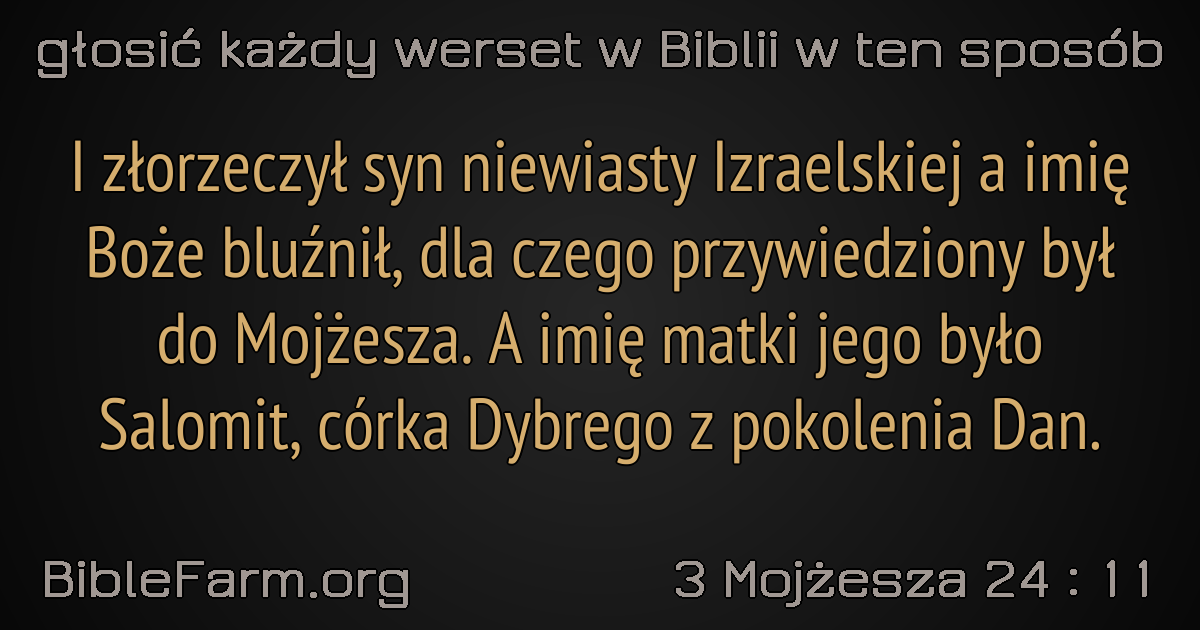 głosić każdy werset w Biblii w ten sposób
I złorzeczył syn niewiasty Izraelskiej a imię
Boże bluźnił, dla czego przywiedziony był
do Mojżesza. A imię matki jego było
Salomit, córka Dybrego z pokolenia Dan.
BibleFarm.org
3 Mojżesza 24 : 11